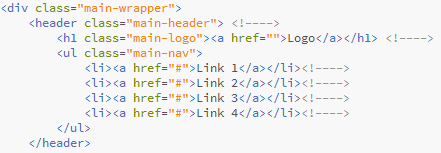 <div class="main-wrapper">
    <header class="main-header"> <!---->
        <h1 class="main-logo"><a href="">Logo</a></h1> <!---->
        <ul class="main-nav">
            <li><a href="#">Link 1</a></li><!---->
            <li><a href="#">Link 2</a></li><!---->
            <li><a href="#">Link 3</a></li><!---->
            <li><a href="#">Link 4</a></li><!---->
        </ul>
    </header>